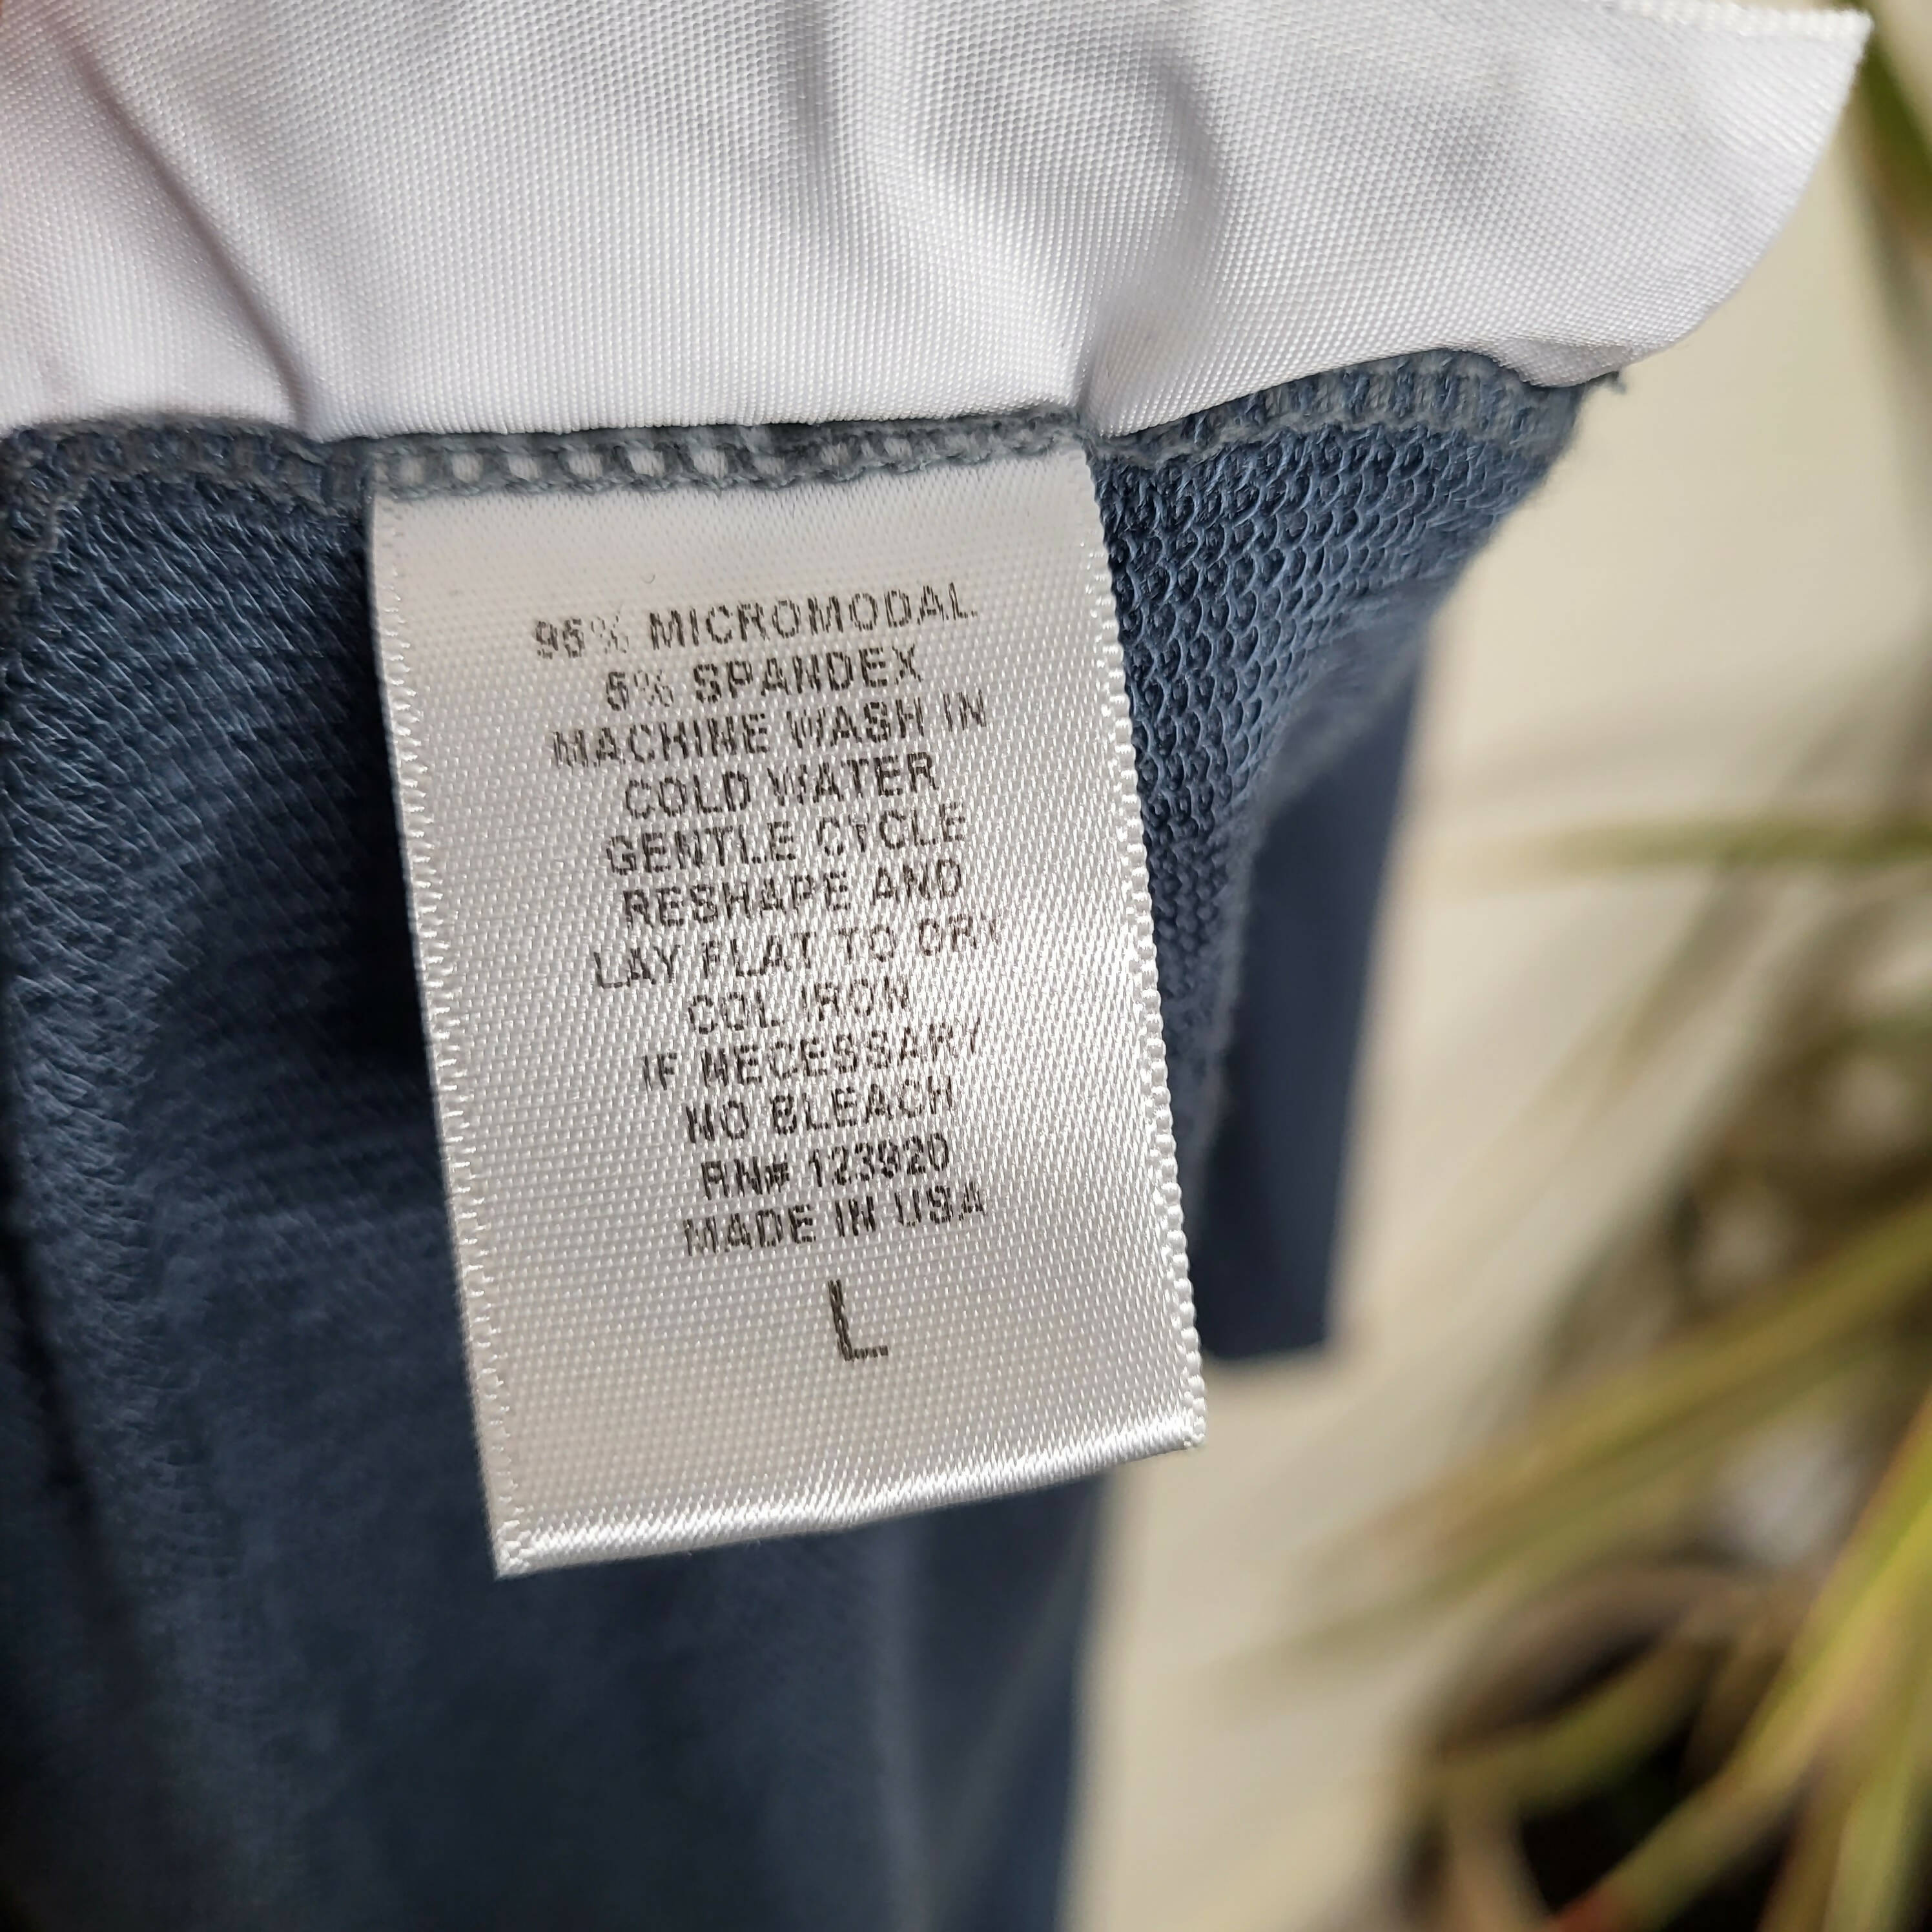 95% MICROMODAL
5% SPANDEX
MACHINE WASH IN
COLD WATER
GENTLE CYCLE
RESHAPE AND
LAY FLAT TO DRY
COL IRON
IF NECESSARY
NO BLEACH
RN# 123920
MADE IN USA
L